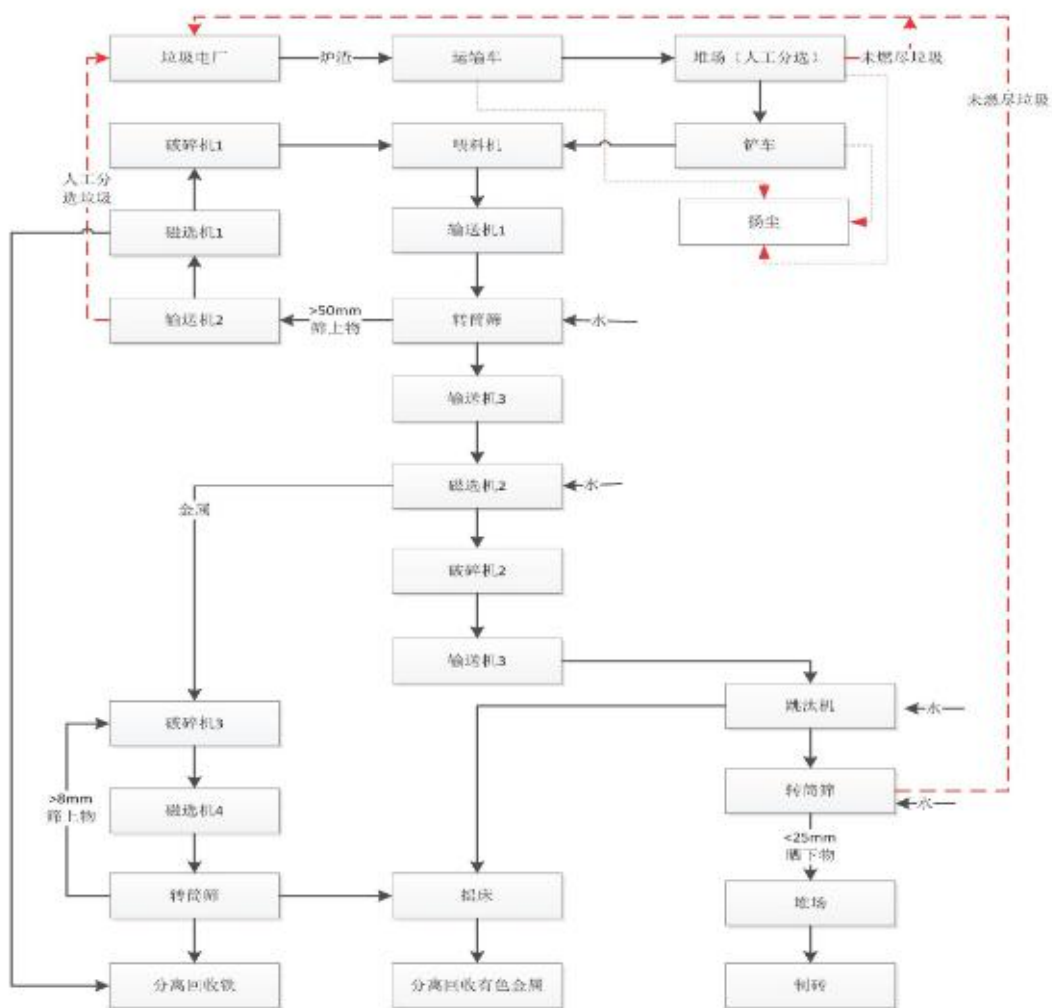 垃圾电厂
炉渣
运输车
堆场（人工分选）
未燃尽垃圾
未燃尽垃圾
破碎机1
喂料机
铲车
人工分
选垃圾
磁选机1
输送机1
扬尘
输送机2
>50mm
筛上物
转筒筛
水
输送机3
磁选机2
水
金属
破碎机2
输送机3
跳汰机
水
破碎机3
转筒筛
水
>8mm
筛上物
磁选机4
<25mm
晒下物
转筒筛
摇床
堆场
分离回收铁
分离回收有色金属
制砖